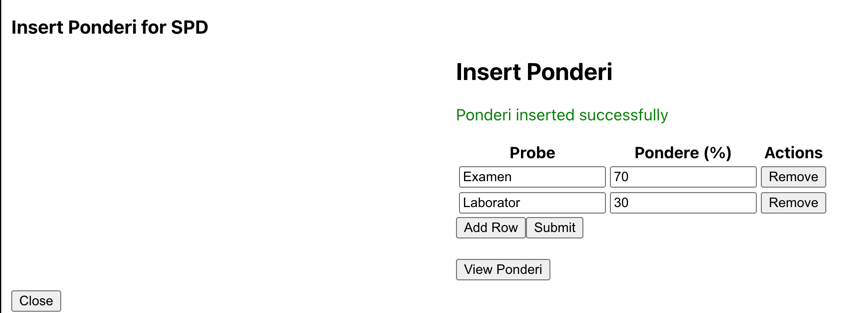 Insert Ponderi for SPD
Insert Ponderi
Ponderi inserted successfully
Probe Pondere (%) Actions
Examen 70 Remove
Laborator 30 Remove
Add Row Submit
View Ponderi
Close